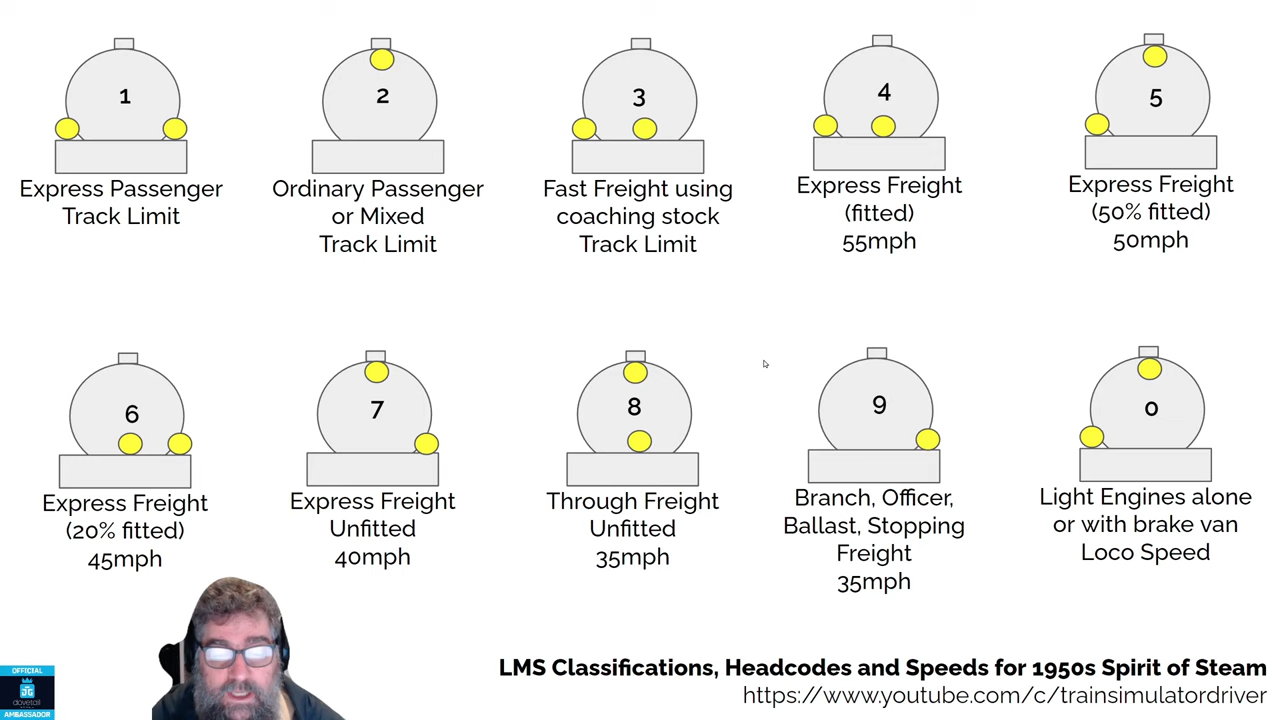 1
Express Passenger
Track Limit
2
Ordinary Passenger
or Mixed
Track Limit
3
Fast Freight using
coaching stock
Track Limit
4
Express Freight
(fitted)
55mph
5
Express Freight
(50% fitted)
50mph
6
Express Freight
(20% fitted)
45mph
7
Express Freight
Unfitted
40mph
8
Through Freight
Unfitted
35mph
9
Branch, Officer,
Ballast, Stopping
Freight
35mph
0
Light Engines alone
or with brake van
Loco Speed
OFFICIAL
dovetail
AMBASSADOR
LMS Classifications, Headcodes and Speeds for 1950s Spirit of Steam
https://www.youtube.com/c/trainsimulatordriver